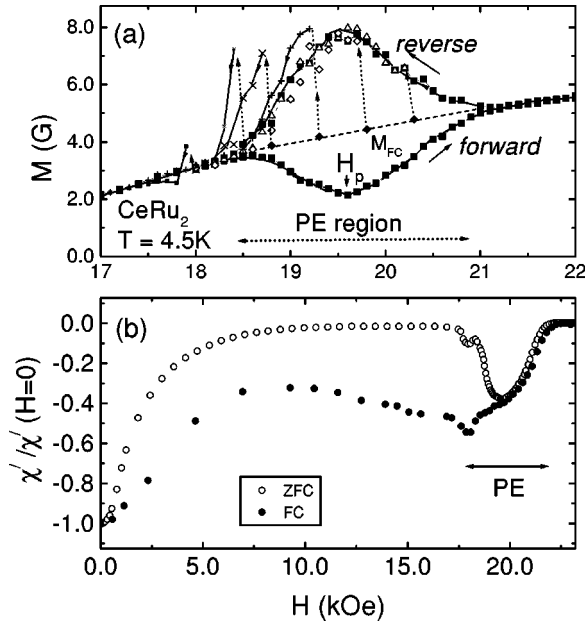 (a)
reverse
M_FC
H_p
forward
CeRu₂
T = 4.5K
PE region
M (G)
8.0
6.0
4.0
2.0
0.0
17 18 19 20 21 22
(b)
0.0
-0.2
-0.4
-0.6
-0.8
-1.0
χ'/χ' (H=0)
ZFC
FC
PE
0.0 5.0 10.0 15.0 20.0
H (kOe)